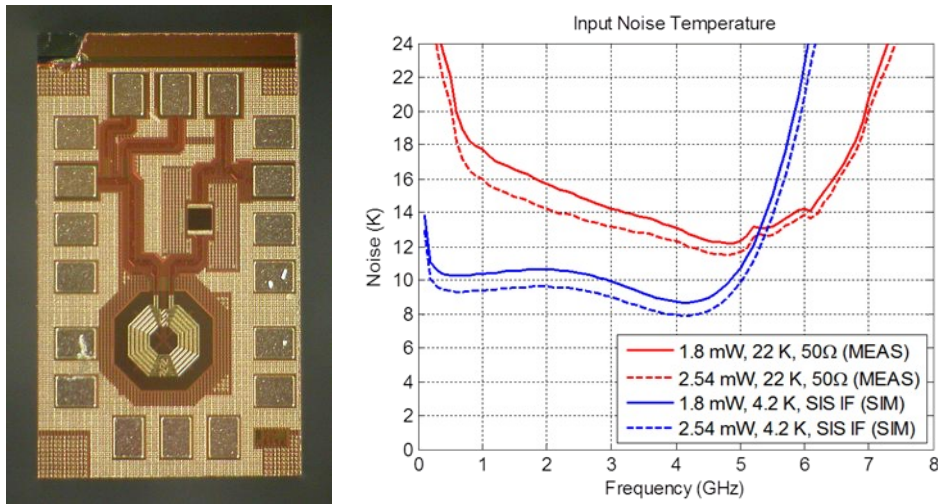 Input Noise Temperature
24
22
20
18
16
14
12
10
8
6
4
2
0
Noise (K)
1.8 mW, 22 K, 50Ω (MEAS)
2.54 mW, 22 K, 50Ω (MEAS)
1.8 mW, 4.2 K, SIS IF (SIM)
2.54 mW, 4.2 K, SIS IF (SIM)
0 1 2 3 4 5 6 7 8
Frequency (GHz)